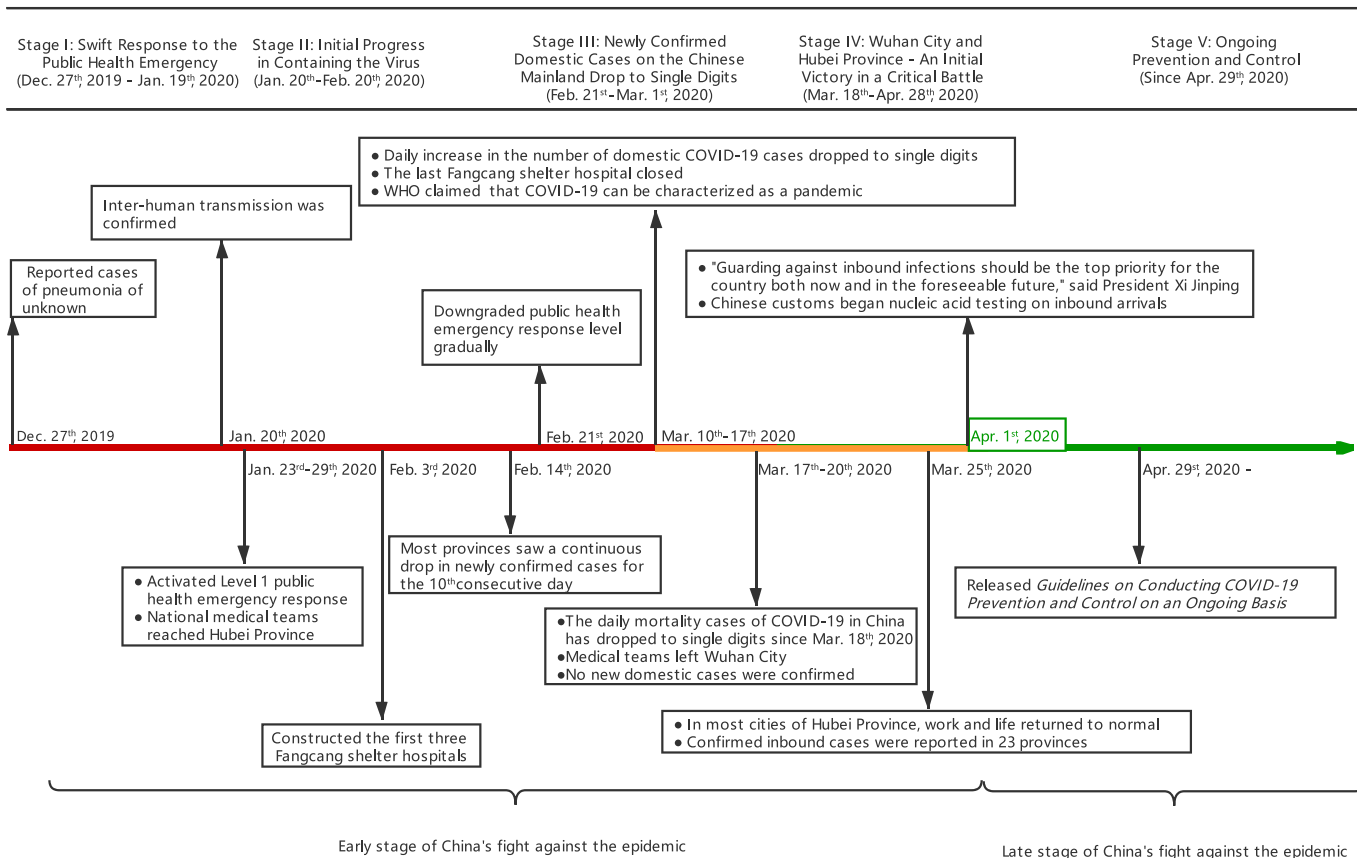 Stage I: Swift Response to the
Public Health Emergency
(Dec. 27th, 2019 – Jan. 19th, 2020)
Stage II: Initial Progress
in Containing the Virus
(Jan. 20th–Feb. 20th, 2020)
Stage III: Newly Confirmed
Domestic Cases on the Chinese
Mainland Drop to Single Digits
(Feb. 21st–Mar. 1st, 2020)
Stage IV: Wuhan City and
Hubei Province – An Initial
Victory in a Critical Battle
(Mar. 18th–Apr. 28th, 2020)
Stage V: Ongoing
Prevention and Control
(Since Apr. 29th, 2020)
● Daily increase in the number of domestic COVID-19 cases dropped to single digits
● The last Fangcang shelter hospital closed
● WHO claimed that COVID-19 can be characterized as a pandemic
Inter-human transmission was
confirmed
Reported cases
of pneumonia of
unknown
Downgraded public health
emergency response level
gradually
● "Guarding against inbound infections should be the top priority for the
country both now and in the foreseeable future," said President Xi Jinping
● Chinese customs began nucleic acid testing on inbound arrivals
Dec. 27th, 2019
Jan. 20th, 2020
Feb. 21st, 2020
Mar. 10th–17th, 2020
Apr. 1st, 2020
Jan. 23rd–29th, 2020
Feb. 3rd, 2020
Feb. 14th, 2020
Mar. 17th–20th, 2020
Mar. 25th, 2020
Apr. 29st, 2020 -
● Activated Level 1 public
health emergency response
● National medical teams
reached Hubei Province
Most provinces saw a continuous
drop in newly confirmed cases for
the 10th consecutive day
●The daily mortality cases of COVID-19 in China
has dropped to single digits since Mar. 18th, 2020
●Medical teams left Wuhan City
●No new domestic cases were confirmed
Released Guidelines on Conducting COVID-19
Prevention and Control on an Ongoing Basis
Constructed the first three
Fangcang shelter hospitals
● In most cities of Hubei Province, work and life returned to normal
● Confirmed inbound cases were reported in 23 provinces
Early stage of China's fight against the epidemic
Late stage of China's fight against the epidemic